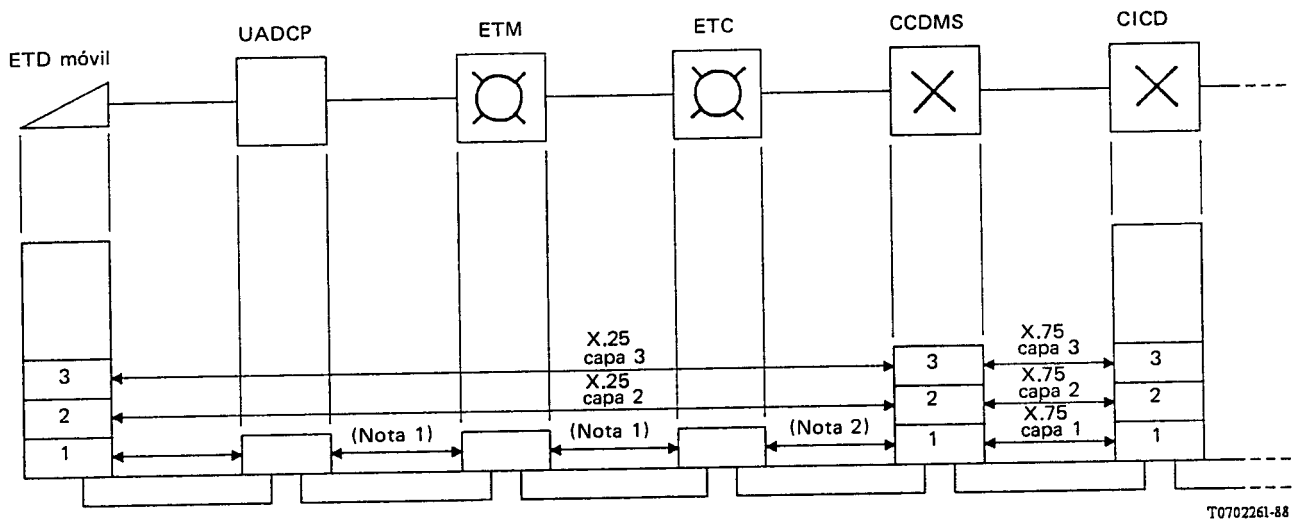 ETD móvil
UADCP
ETM
ETC
CCDMS
CICD
X.25
capa 3
X.75
capa 3
3
3
3
X.25
capa 2
X.75
capa 2
2
2
2
X.75
capa 1
1
(Nota 1)
(Nota 1)
(Nota 2)
1
1
T0702261-88